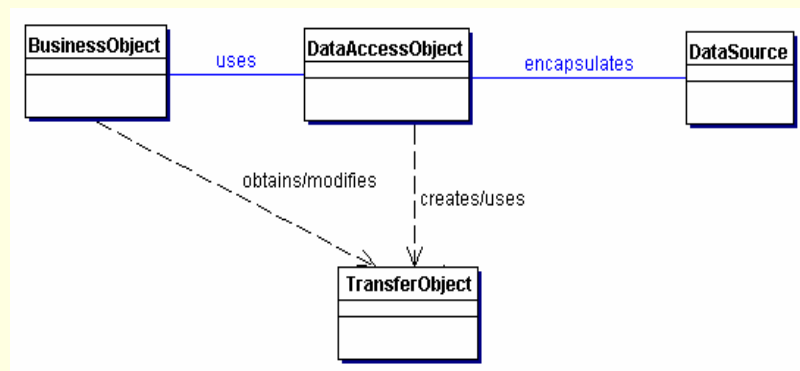 BusinessObject
uses
DataAccessObject
encapsulates
DataSource
obtains/modifies
creates/uses
TransferObject